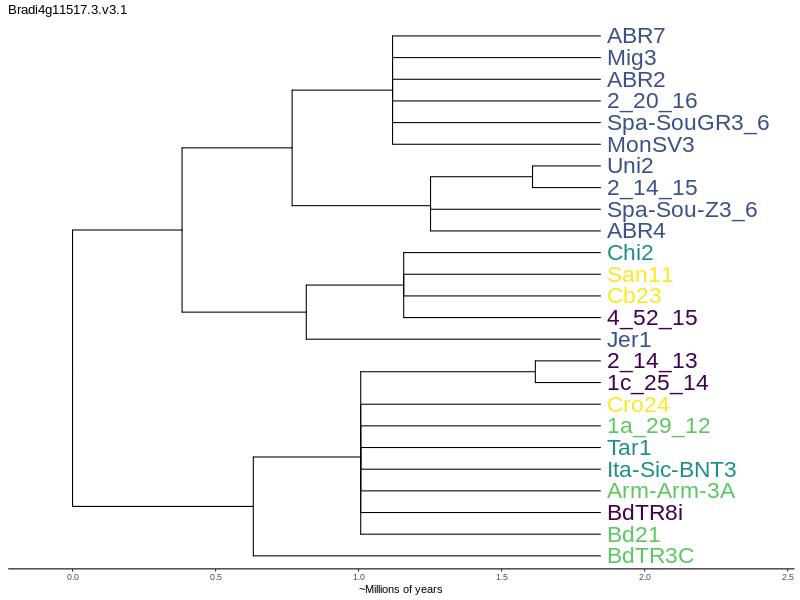 Bradi4g11517.3.v3.1
ABR7
Mig3
ABR2
2_20_16
Spa-SouGR3_6
MonSV3
Uni2
2_14_15
Spa-Sou-Z3_6
ABR4
Chi2
San11
Cb23
4_52_15
Jer1
2_14_13
1c_25_14
Cro24
1a_29_12
Tar1
Ita-Sic-BNT3
Arm-Arm-3A
BdTR8i
Bd21
BdTR3C
0.0 0.5 1.0 1.5 2.0 2.5
~Millions of years